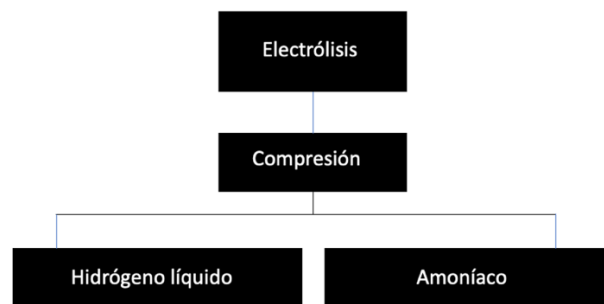 Electrólisis
Compresión
Hidrógeno líquido
Amoníaco